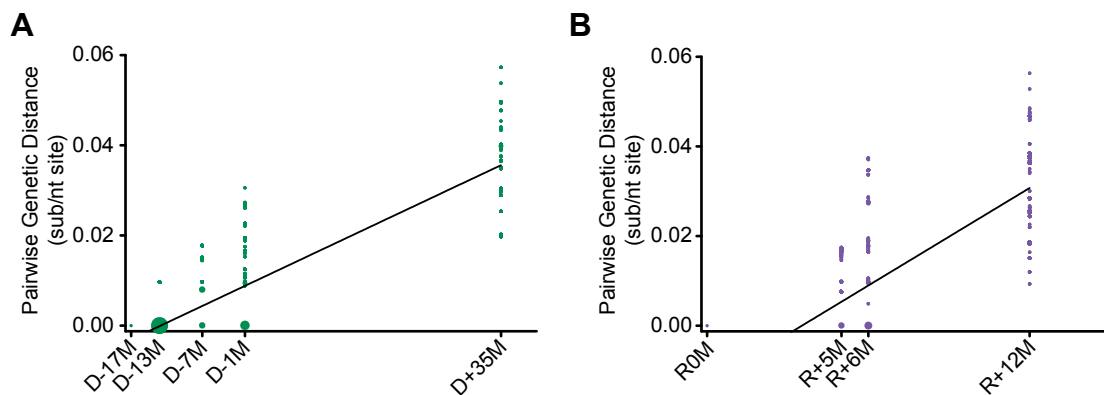 A
Pairwise Genetic Distance
(sub/nt site)
0.06
0.04
0.02
0.00
D-17M
D-13M
D-7M
D-1M
D+35M
B
Pairwise Genetic Distance
(sub/nt site)
0.06
0.04
0.02
0.00
R0M
R+5M
R+6M
R+12M